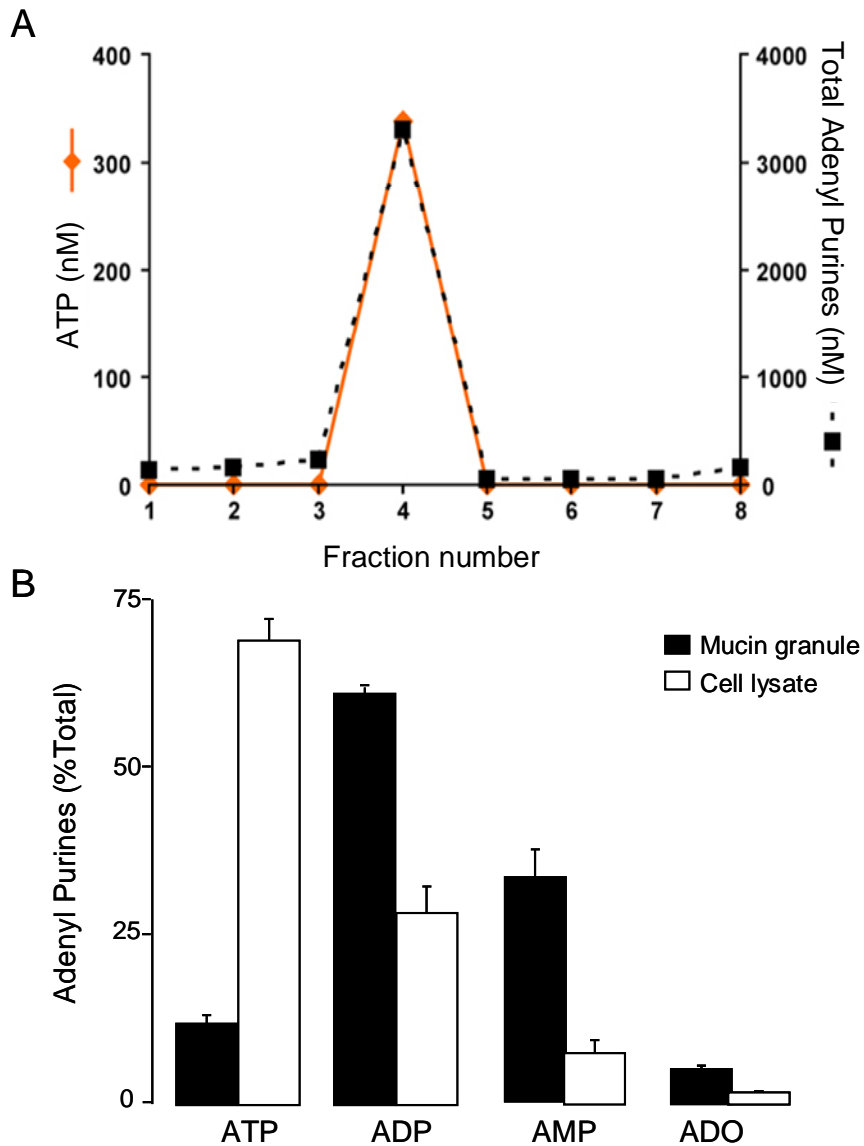 A
400
300
200
100
0
ATP (nM)
4000
3000
2000
1000
0
Total Adenyl Purines (nM)
1 2 3 4 5 6 7 8
Fraction number
B
75
50
25
0
Adenyl Purines (%Total)
Mucin granule
Cell lysate
ATP ADP AMP ADO